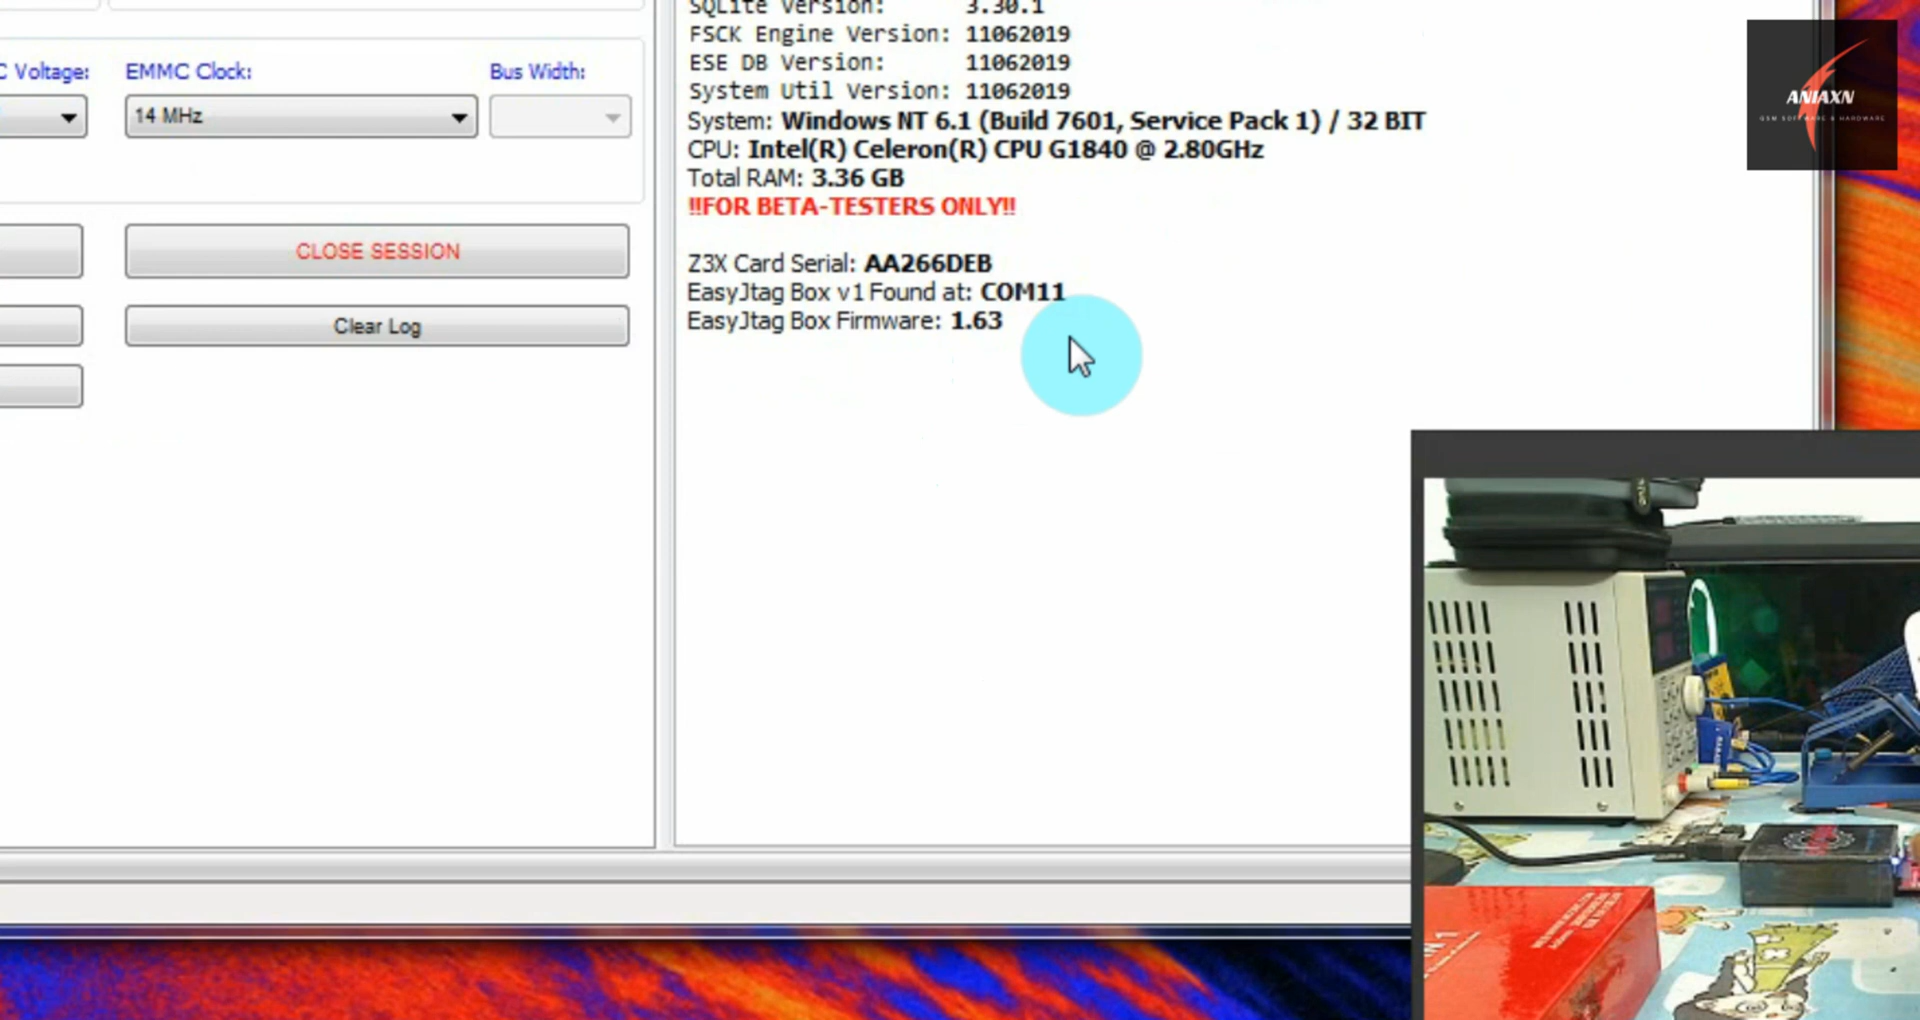 SQLite Version: 3.30.1
FSCK Engine Version: 11062019
ESE DB Version: 11062019
System Util Version: 11062019
System: Windows NT 6.1 (Build 7601, Service Pack 1) / 32 BIT
CPU: Intel(R) Celeron(R) CPU G1840 @ 2.80GHz
Total RAM: 3.36 GB
!!FOR BETA-TESTERS ONLY!!
Z3X Card Serial: AA266DEB
EasyJtag Box v1 Found at: COM11
EasyJtag Box Firmware: 1.63
C Voltage:
EMMC Clock:
Bus Width:
14 MHz
CLOSE SESSION
Clear Log
ANIAXN
GSM SOFTWARE & HARDWARE